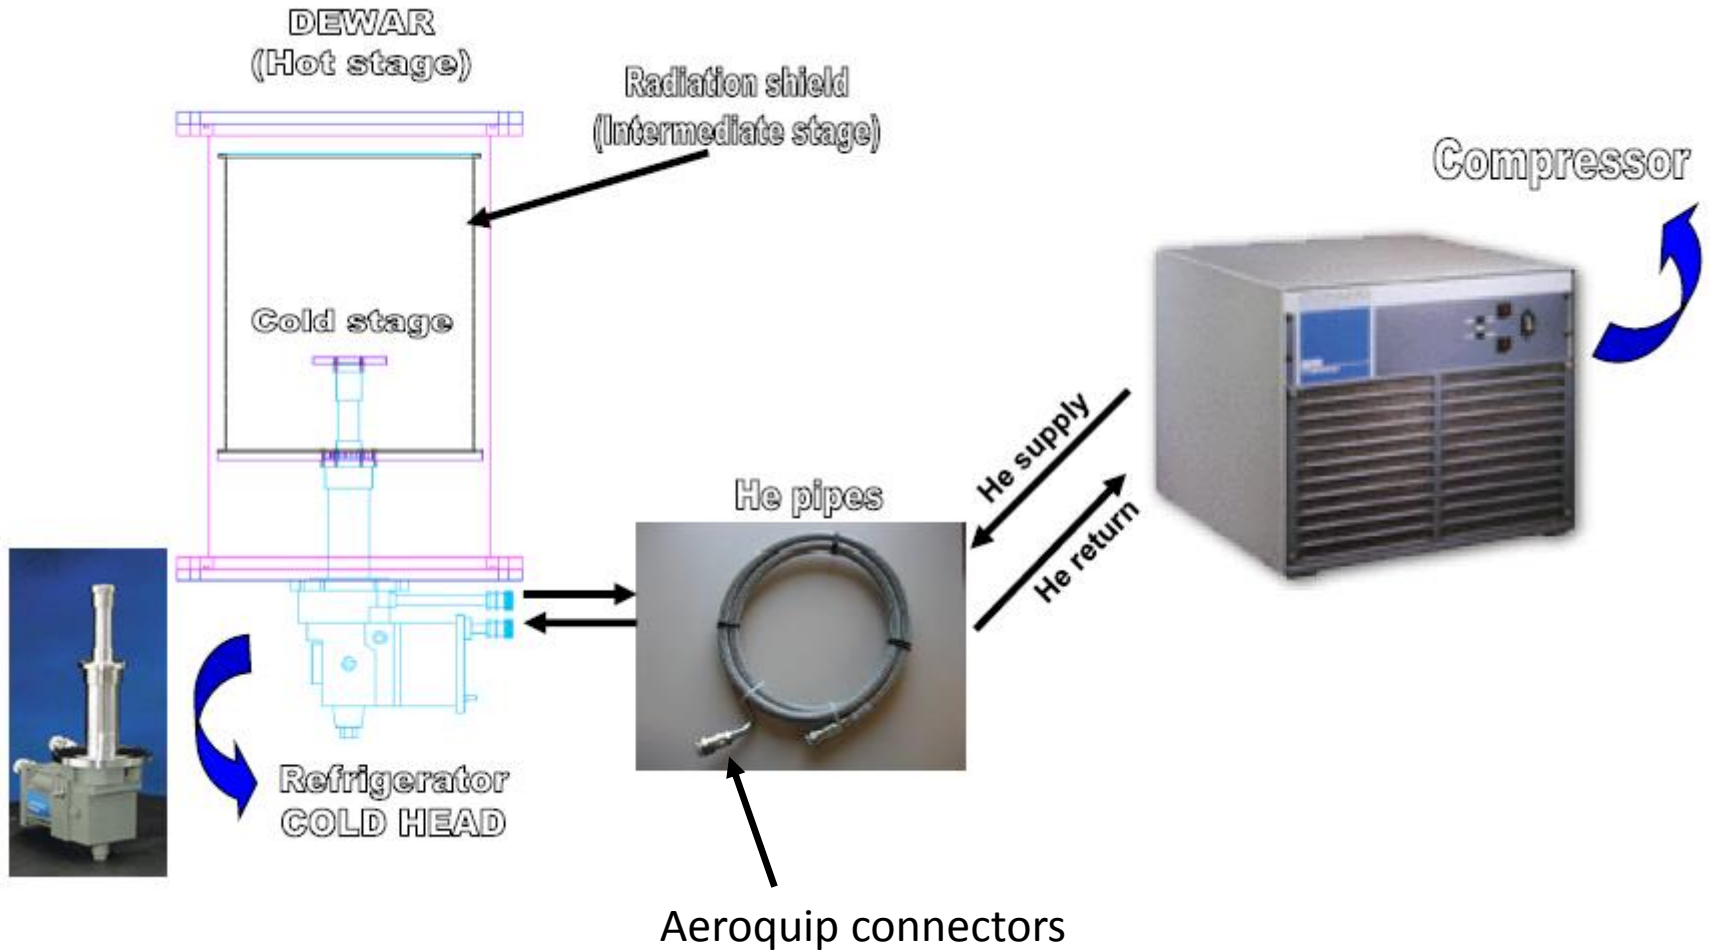 DEWAR
(Hot stage)
Radiation shield
(Intermediate stage)
Compressor
Cold stage
He supply
He return
He pipes
Refrigerator
COLD HEAD
Aeroquip connectors